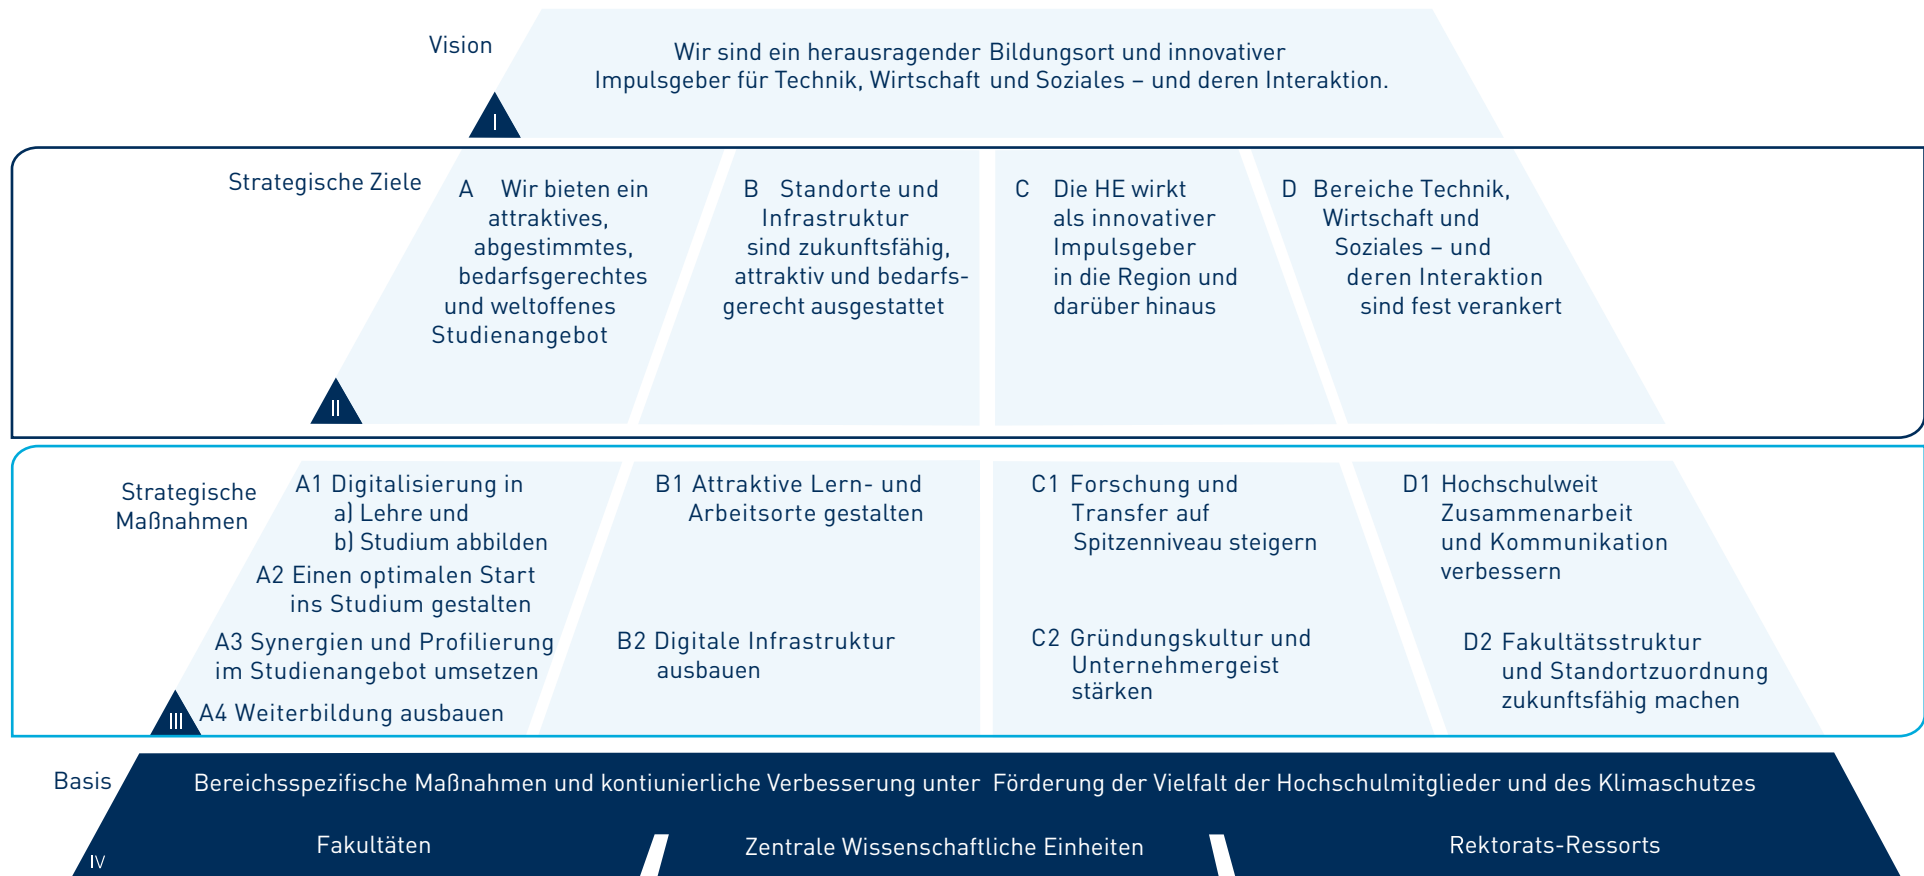 Vision
Wir sind ein herausragender Bildungsort und innovativer
Impulsgeber für Technik, Wirtschaft und Soziales – und deren Interaktion.
I
Strategische Ziele
A Wir bieten ein
attraktives,
abgestimmtes,
bedarfsgerechtes
und weltoffenes
Studienangebot
B Standorte und
Infrastruktur
sind zukunftsfähig,
attraktiv und bedarfs-
gerecht ausgestattet
C Die HE wirkt
als innovativer
Impulsgeber
in die Region und
darüber hinaus
D Bereiche Technik,
Wirtschaft und
Soziales – und
deren Interaktion
sind fest verankert
II
Strategische
Maßnahmen
A1 Digitalisierung in
a) Lehre und
b) Studium abbilden
A2 Einen optimalen Start
ins Studium gestalten
A3 Synergien und Profilierung
im Studienangebot umsetzen
A4 Weiterbildung ausbauen
B1 Attraktive Lern- und
Arbeitsorte gestalten
B2 Digitale Infrastruktur
ausbauen
C1 Forschung und
Transfer auf
Spitzenniveau steigern
C2 Gründungskultur und
Unternehmergeist
stärken
D1 Hochschulweit
Zusammenarbeit
und Kommunikation
verbessern
D2 Fakultätsstruktur
und Standortzuordnung
zukunftsfähig machen
III
Basis
Bereichsspezifische Maßnahmen und kontiunierliche Verbesserung unter Förderung der Vielfalt der Hochschulmitglieder und des Klimaschutzes
Fakultäten
Zentrale Wissenschaftliche Einheiten
Rektorats-Ressorts
IV